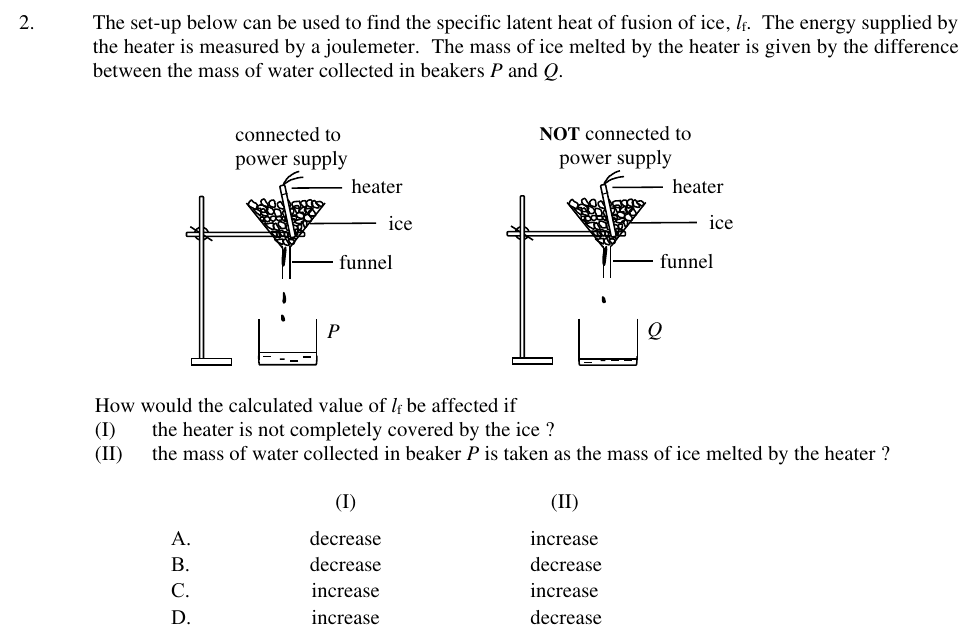 2. The set-up below can be used to find the specific latent heat of fusion of ice, lf. The energy supplied by
the heater is measured by a joulemeter. The mass of ice melted by the heater is given by the difference
between the mass of water collected in beakers P and Q.
connected to
power supply
heater
ice
funnel
P
NOT connected to
power supply
heater
ice
funnel
Q
How would the calculated value of lf be affected if
(I) the heater is not completely covered by the ice ?
(II) the mass of water collected in beaker P is taken as the mass of ice melted by the heater ?
(I) (II)
A. decrease increase
B. decrease decrease
C. increase increase
D. increase decrease